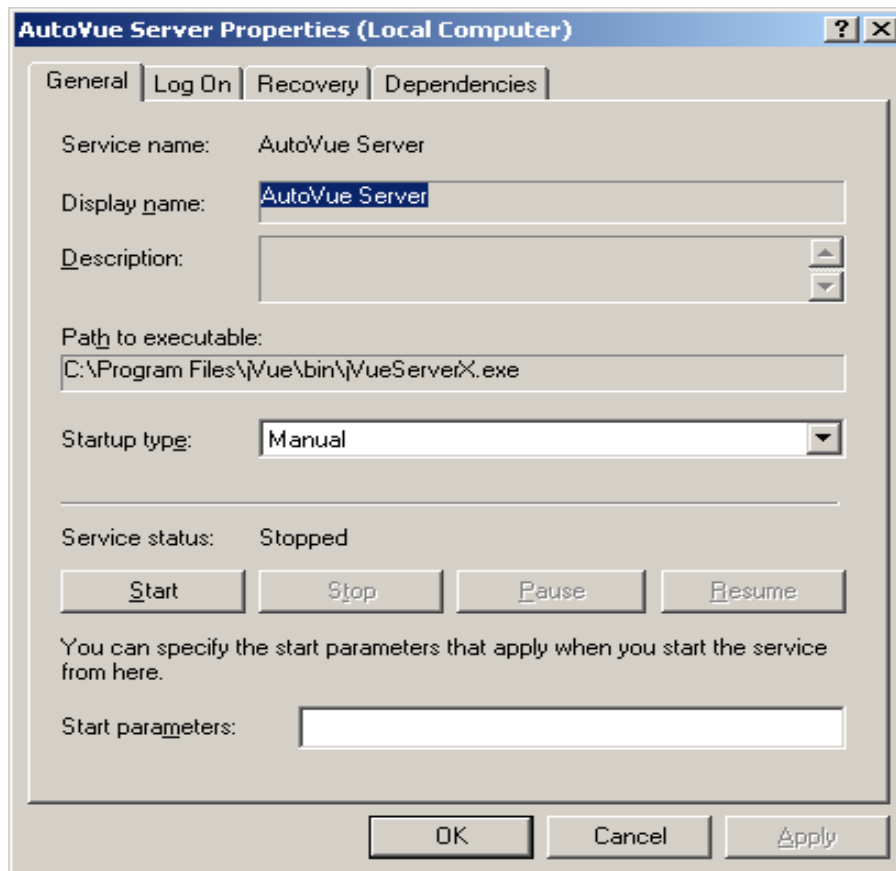 AutoVue Server Properties (Local Computer)
General Log On Recovery Dependencies
Service name: AutoVue Server
Display name: AutoVue Server
Description:
Path to executable:
C:\Program Files\jVue\bin\jVueServerX.exe
Startup type: Manual
Service status: Stopped
Start Stop Pause Resume
You can specify the start parameters that apply when you start the service
from here.
Start parameters:
OK Cancel Apply